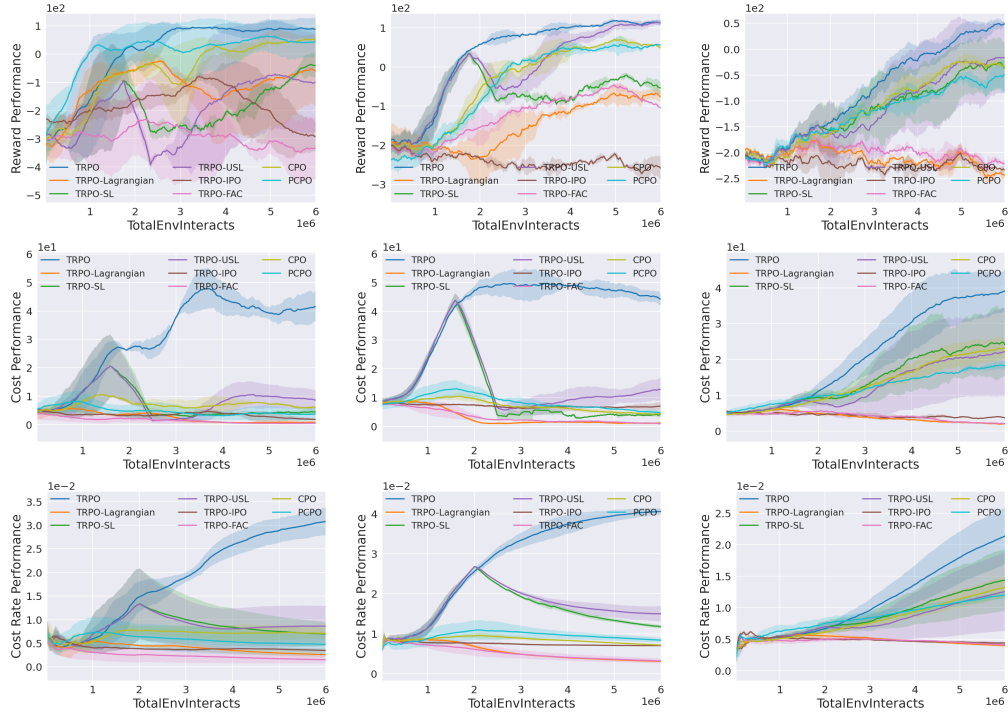 1e2
Reward Performance
1
0
−1
−2
−3
−4
−5
TRPO
TRPO-Lagrangian
TRPO-SL
TRPO-USL
TRPO-IPO
TRPO-FAC
CPO
PCPO
1 2 3 4 5 6
TotalEnvInteracts
1e6
1e2
Reward Performance
1
0
−1
−2
−3
TRPO
TRPO-Lagrangian
TRPO-SL
TRPO-USL
TRPO-IPO
TRPO-FAC
CPO
PCPO
1 2 3 4 5 6
TotalEnvInteracts
1e6
1e2
Reward Performance
0.5
0.0
−0.5
−1.0
−1.5
−2.0
−2.5
TRPO
TRPO-Lagrangian
TRPO-SL
TRPO-USL
TRPO-IPO
TRPO-FAC
CPO
PCPO
1 2 3 4 5 6
TotalEnvInteracts
1e6
1e1
Cost Performance
6
5
4
3
2
1
0
TRPO
TRPO-Lagrangian
TRPO-SL
TRPO-USL
TRPO-IPO
TRPO-FAC
CPO
PCPO
1 2 3 4 5 6
TotalEnvInteracts
1e6
1e1
Cost Performance
6
5
4
3
2
1
0
TRPO
TRPO-Lagrangian
TRPO-SL
TRPO-USL
TRPO-IPO
TRPO-FAC
CPO
PCPO
1 2 3 4 5 6
TotalEnvInteracts
1e6
1e1
Cost Performance
4
3
2
1
0
TRPO
TRPO-Lagrangian
TRPO-SL
TRPO-USL
TRPO-IPO
TRPO-FAC
CPO
PCPO
1 2 3 4 5 6
TotalEnvInteracts
1e6
1e−2
Cost Rate Performance
3.5
3.0
2.5
2.0
1.5
1.0
0.5
0.0
TRPO
TRPO-Lagrangian
TRPO-SL
TRPO-USL
TRPO-IPO
TRPO-FAC
CPO
PCPO
1 2 3 4 5 6
TotalEnvInteracts
1e6
1e−2
Cost Rate Performance
4
3
2
1
0
TRPO
TRPO-Lagrangian
TRPO-SL
TRPO-USL
TRPO-IPO
TRPO-FAC
CPO
PCPO
1 2 3 4 5 6
TotalEnvInteracts
1e6
1e−2
Cost Rate Performance
2.5
2.0
1.5
1.0
0.5
0.0
TRPO
TRPO-Lagrangian
TRPO-SL
TRPO-USL
TRPO-IPO
TRPO-FAC
CPO
PCPO
1 2 3 4 5 6
TotalEnvInteracts
1e6